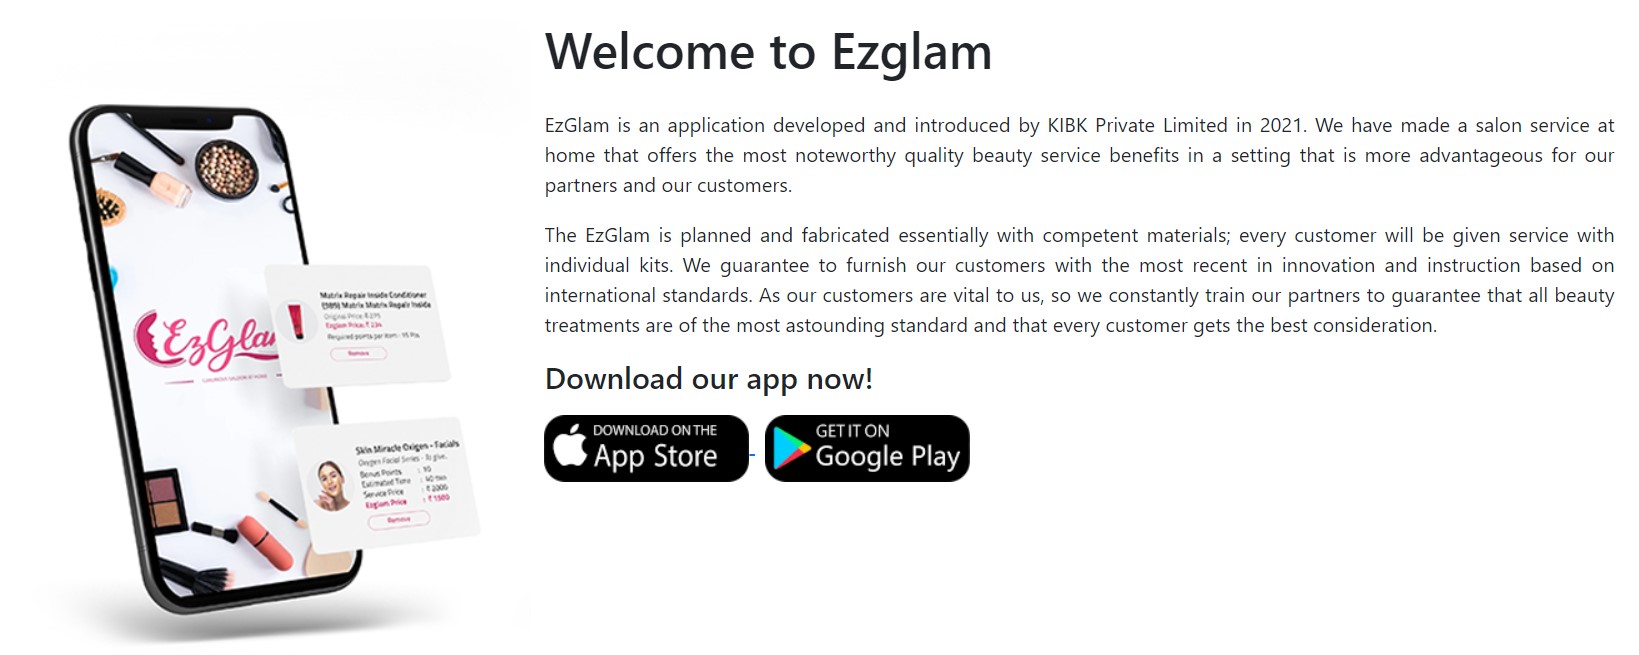 Welcome to Ezglam
EzGlam is an application developed and introduced by KIBK Private Limited in 2021. We have made a salon service at
home that offers the most noteworthy quality beauty service benefits in a setting that is more advantageous for our
partners and our customers.
The EzGlam is planned and fabricated essentially with competent materials; every customer will be given service with
individual kits. We guarantee to furnish our customers with the most recent in innovation and instruction based on
international standards. As our customers are vital to us, so we constantly train our partners to guarantee that all beauty
treatments are of the most astounding standard and that every customer gets the best consideration.
Download our app now!
DOWNLOAD ON THE
App Store
GET IT ON
Google Play
EzGlam
LUXURIOUS SALOON AT HOME
Matrix Repair Inside Conditioner
Matrix Matrix Repair Inside
Original Price: ₹ 275
Ezglam Price: ₹ 234
Required points per item - 15 Pts
Remove
Skin Miracle Oxigen - Facials
Oxygen Facial Series -
Bonus Points : 10
Estimated Time : 40
Service Price : ₹ 2000
Ezglam Price : ₹ 1500
Remove